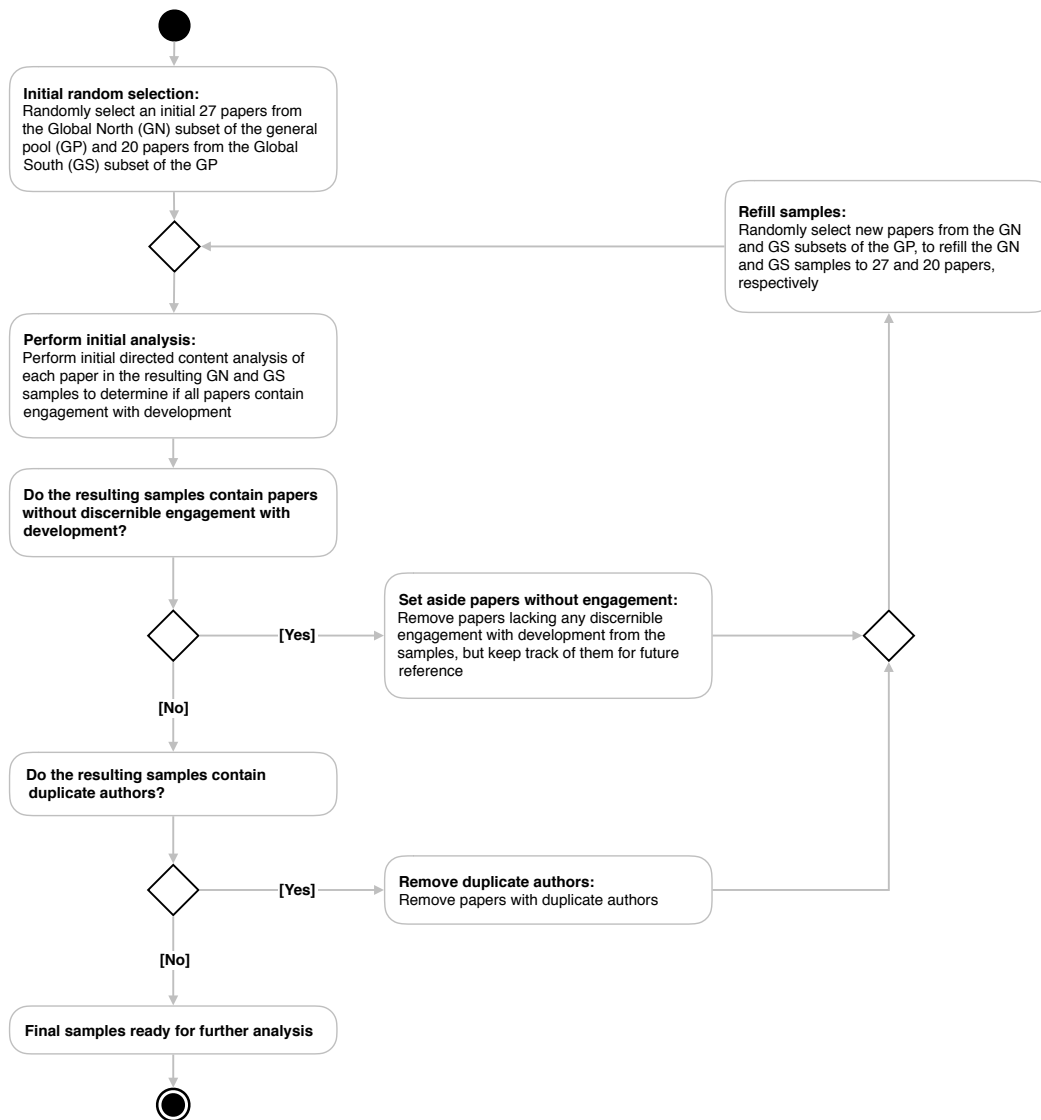 Initial random selection:
Randomly select an initial 27 papers from
the Global North (GN) subset of the general
pool (GP) and 20 papers from the Global
South (GS) subset of the GP
Refill samples:
Randomly select new papers from the GN
and GS subsets of the GP, to refill the GN
and GS samples to 27 and 20 papers,
respectively
Perform initial analysis:
Perform initial directed content analysis of
each paper in the resulting GN and GS
samples to determine if all papers contain
engagement with development
Do the resulting samples contain papers
without discernible engagement with
development?
[Yes]
Set aside papers without engagement:
Remove papers lacking any discernible
engagement with development from the
samples, but keep track of them for future
reference
[No]
Do the resulting samples contain
duplicate authors?
[Yes]
Remove duplicate authors:
Remove papers with duplicate authors
[No]
Final samples ready for further analysis